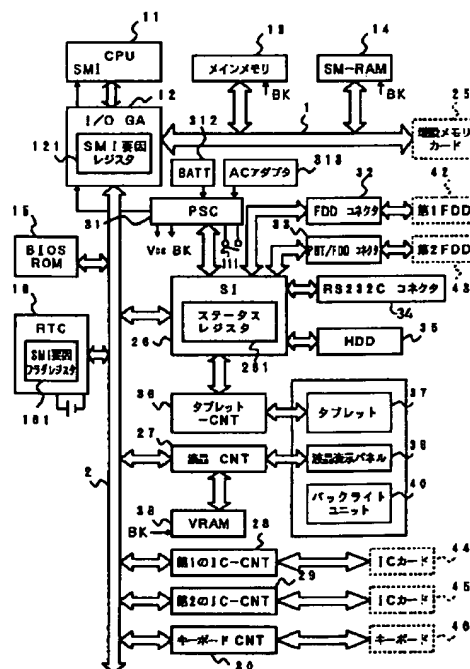 11
CPU
SMI
13
メインメモリ
BK
14
SM-RAM
BK
25
増設メモリ
カード
12
I/O GA
121
SMI要因
レジスタ
1
312
BATT
ACアダプタ
313
31
PSC
Vcc BK
111
32
FDD コネクタ
42
第1FDD
33
PRT/FDD コネクタ
第2FDD
43
15
BIOS
ROM
16
RTC
SMI要因
フラグレジスタ
161
SI
ステータス
レジスタ
26
261
RS232C コネクタ
34
HDD
35
36
タブレット
-CNT
タブレット
37
27
液晶 CNT
液晶表示パネル
39
バックライト
ユニット
40
2
38
VRAM
BK
28
第1のIC-CNT
ICカード
44
29
第2のIC-CNT
ICカード
45
キーボードCNT
30
キーボード
46